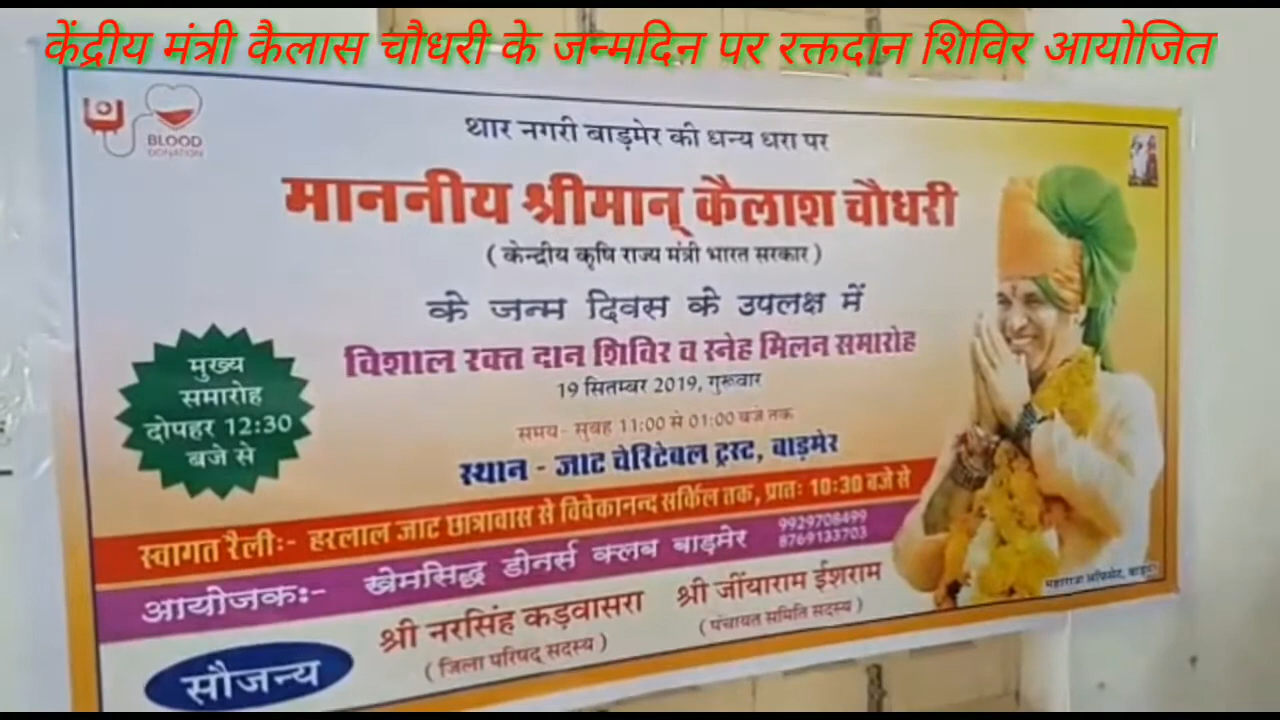 केंद्रीय मंत्री कैलास चौधरी के जन्मदिन पर रक्तदान शिविर आयोजित
BLOOD
DONATION
थार नगरी बाड़मेर की धन्य धरा पर
माननीय श्रीमान् कैलाश चौधरी
( केन्द्रीय कृषि राज्य मंत्री भारत सरकार )
के जन्म दिवस के उपलक्ष में
विशाल रक्त दान शिविर व स्नेह मिलन समारोह
19 सितम्बर 2019, गुरूवार
समय- सुबह 11:00 से 01:00 बजे तक
स्थान - जाट चेरिटेबल ट्रस्ट, बाड़मेर
मुख्य
समारोह
दोपहर 12:30
बजे से
स्वागत रैलीः- हरलाल जाट छात्रावास से विवेकानन्द सर्किल तक, प्रातः 10:30 बजे से
आयोजकः- खेमसिद्ध डोनर्स क्लब बाड़मेर
9929708499
8769133703
सौजन्य
श्री नरसिंह कड़वासरा
( जिला परिषद् सदस्य )
श्री जींयाराम ईशराम
( पंचायत समिति सदस्य )